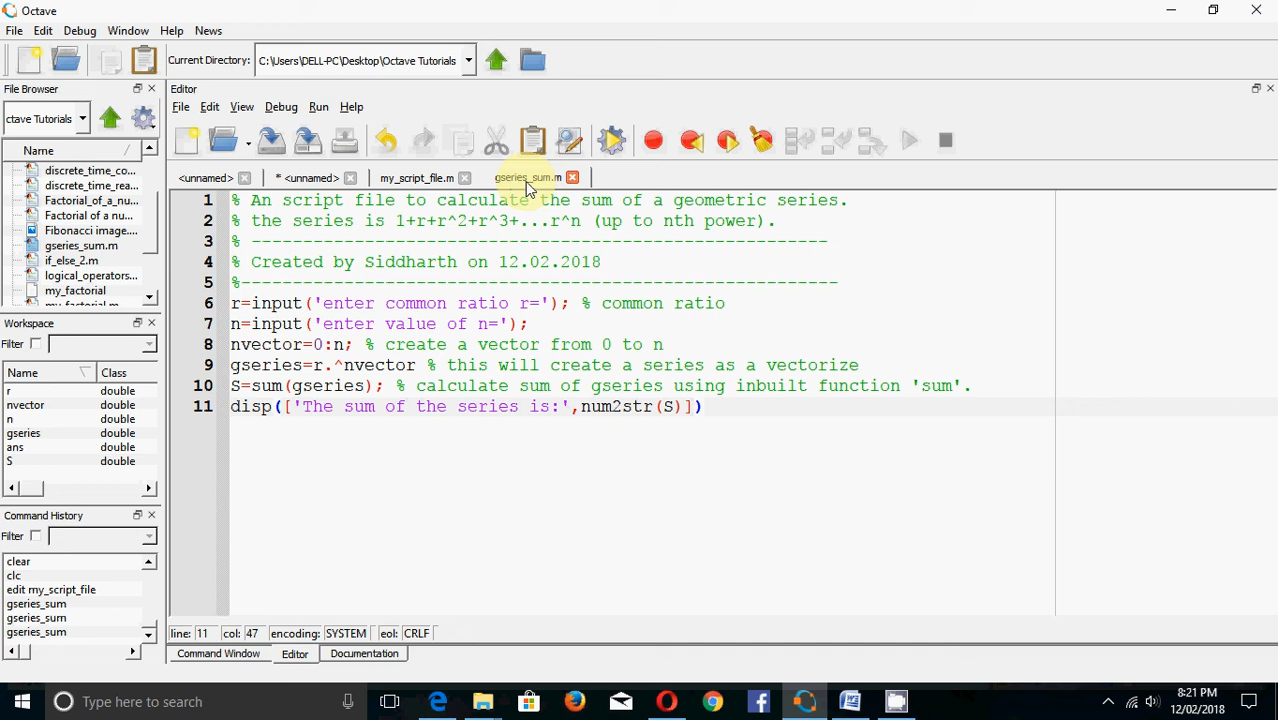 Octave
File Edit Debug Window Help News
Current Directory: C:\Users\DELL-PC\Desktop\Octave Tutorials
File Browser
ctave Tutorials
Name
discrete_time_co...
discrete_time_rea...
Factorial_of_a_nu...
Factorial of a nu...
Fibonacci image....
gseries_sum.m
if_else_2.m
logical_operators...
my_factorial
my_factorial.m
Workspace
Filter
Name Class
r double
nvector double
n double
gseries double
ans double
S double
Command History
Filter
clear
clc
edit my_script_file
gseries_sum
gseries_sum
gseries_sum
Editor
File Edit View Debug Run Help
<unnamed> * <unnamed> my_script_file.m gseries_sum.m
1 % An script file to calculate the sum of a geometric series.
2 % the series is 1+r+r^2+r^3+...r^n (up to nth power).
3 % --------------------------------------------------------
4 % Created by Siddharth on 12.02.2018
5 %----------------------------------------------------------
6 r=input('enter common ratio r='); % common ratio
7 n=input('enter value of n=');
8 nvector=0:n; % create a vector from 0 to n
9 gseries=r.^nvector % this will create a series as a vectorize
10 S=sum(gseries); % calculate sum of gseries using inbuilt function 'sum'.
11 disp(['The sum of the series is:',num2str(S)])
line: 11 col: 47 encoding: SYSTEM eol: CRLF
Command Window Editor Documentation
Type here to search
8:21 PM
12/02/2018